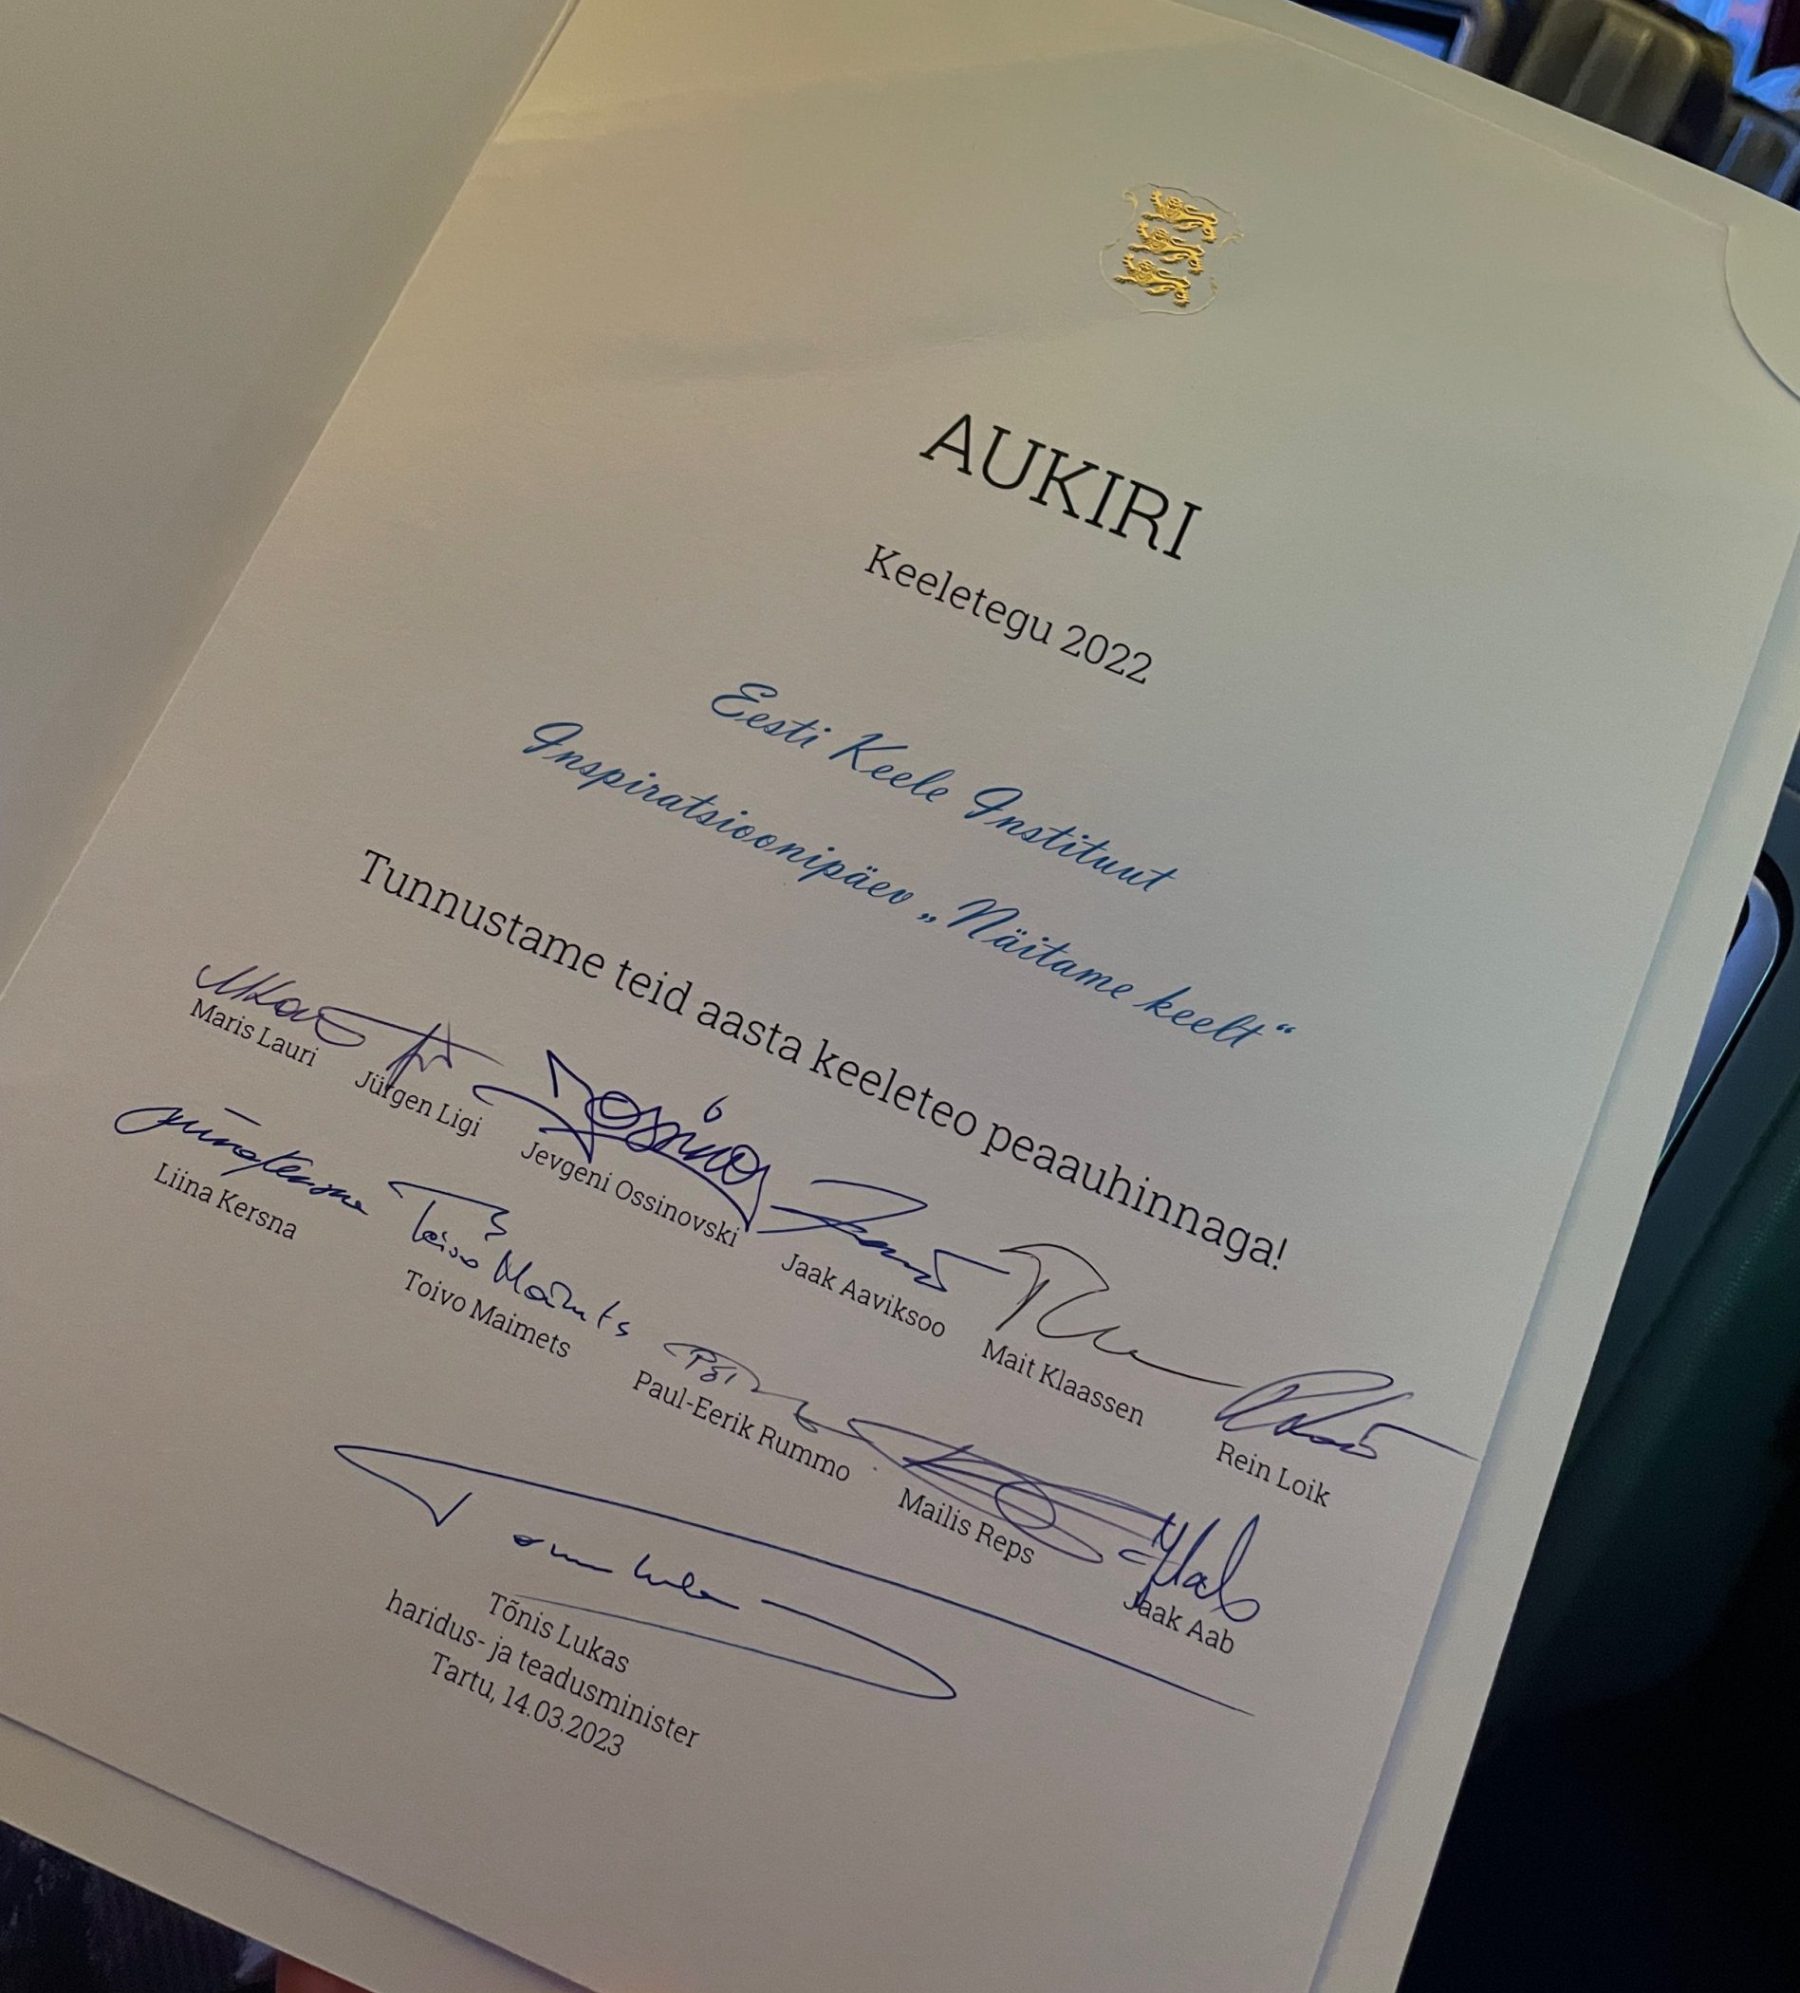 AUKIRI
Keeletegu 2022
Eesti Keele Instituut
Inspiratsioonipäev „Näitame keelt“
Tunnustame teid aasta keeleteo peaauhinnaga!
Maris Lauri
Jürgen Ligi
Jevgeni Ossinovski
Jaak Aaviksoo
Mait Klaassen
Rein Loik
Liina Kersna
Toivo Maimets
Toivo Maimets
Paul-Eerik Rummo
Mailis Reps
Jaak Aab
Tõnis Lukas
haridus- ja teadusminister
Tartu, 14.03.2023